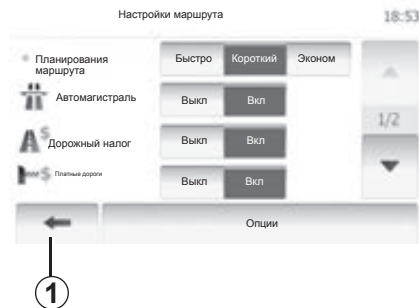 Настройки маршрута 18:53
Планирования маршрута Быстро Короткий Эконом
Автомагистраль Выкл Вкл
1/2
Дорожный налог Выкл Вкл
Платные дороги Выкл Вкл
Опции
1